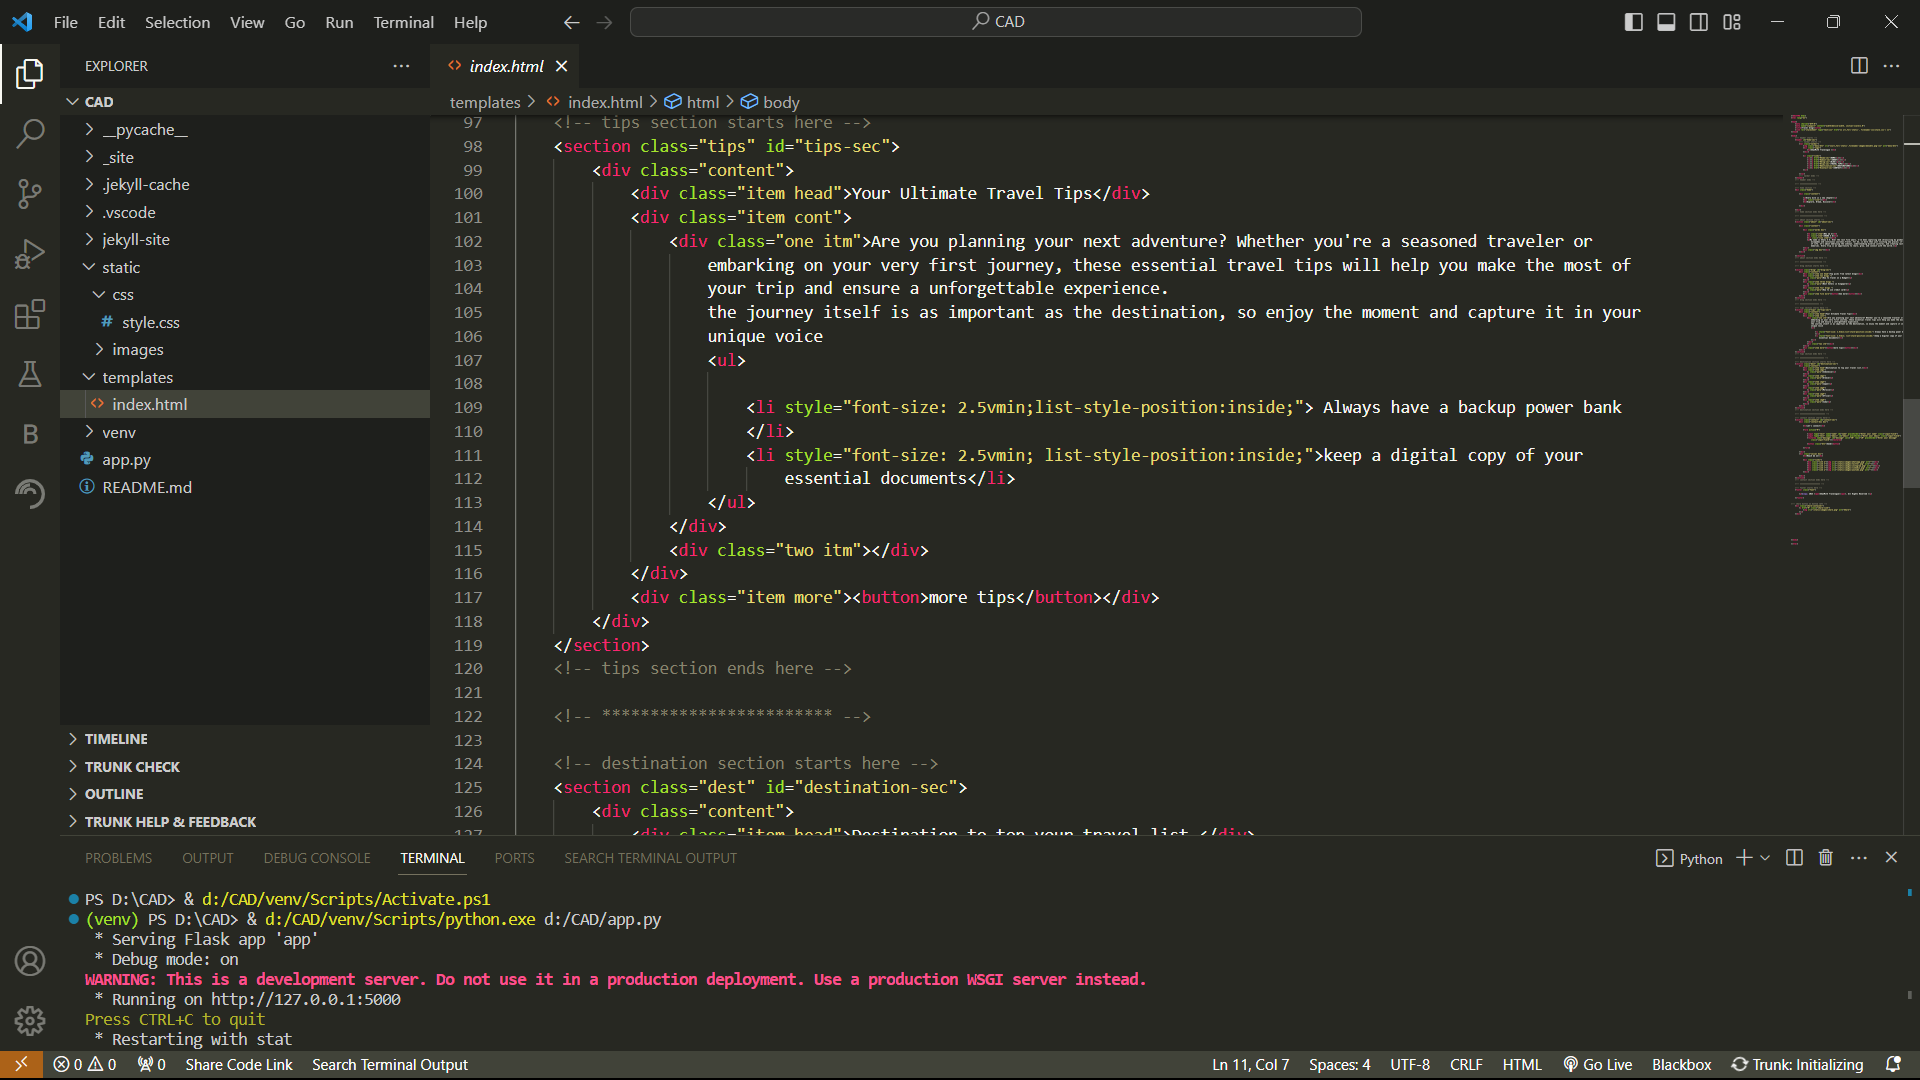 File Edit Selection View Go Run Terminal Help
CAD
EXPLORER
index.html
CAD
templates > index.html > html > body
__pycache__
_site
.jekyll-cache
.vscode
jekyll-site
static
css
# style.css
images
templates
index.html
venv
app.py
README.md
TIMELINE
TRUNK CHECK
OUTLINE
TRUNK HELP & FEEDBACK
97 <!-- tips section starts here -->
98 <section class="tips" id="tips-sec">
99 <div class="content">
100 <div class="item head">Your Ultimate Travel Tips</div>
101 <div class="item cont">
102 <div class="one itm">Are you planning your next adventure? Whether you're a seasoned traveler or
103 embarking on your very first journey, these essential travel tips will help you make the most of
104 your trip and ensure a unforgettable experience.
105 the journey itself is as important as the destination, so enjoy the moment and capture it in your
106 unique voice
107 <ul>
108
109 <li style="font-size: 2.5vmin;list-style-position:inside;"> Always have a backup power bank
110 </li>
111 <li style="font-size: 2.5vmin; list-style-position:inside;">keep a digital copy of your
112 essential documents</li>
113 </ul>
114 </div>
115 <div class="two itm"></div>
116 </div>
117 <div class="item more"><button>more tips</button></div>
118 </div>
119 </section>
120 <!-- tips section ends here -->
121
122 <!-- ************************ -->
123
124 <!-- destination section starts here -->
125 <section class="dest" id="destination-sec">
126 <div class="content">
127 <div class="item head">Destination to top your travel list </div>
PROBLEMS OUTPUT DEBUG CONSOLE TERMINAL PORTS SEARCH TERMINAL OUTPUT
Python
PS D:\CAD> & d:/CAD/venv/Scripts/Activate.ps1
(venv) PS D:\CAD> & d:/CAD/venv/Scripts/python.exe d:/CAD/app.py
* Serving Flask app 'app'
* Debug mode: on
WARNING: This is a development server. Do not use it in a production deployment. Use a production WSGI server instead.
* Running on http://127.0.0.1:5000
Press CTRL+C to quit
* Restarting with stat
0 0 0 Share Code Link Search Terminal Output
Ln 11, Col 7 Spaces: 4 UTF-8 CRLF HTML Go Live Blackbox Trunk: Initializing